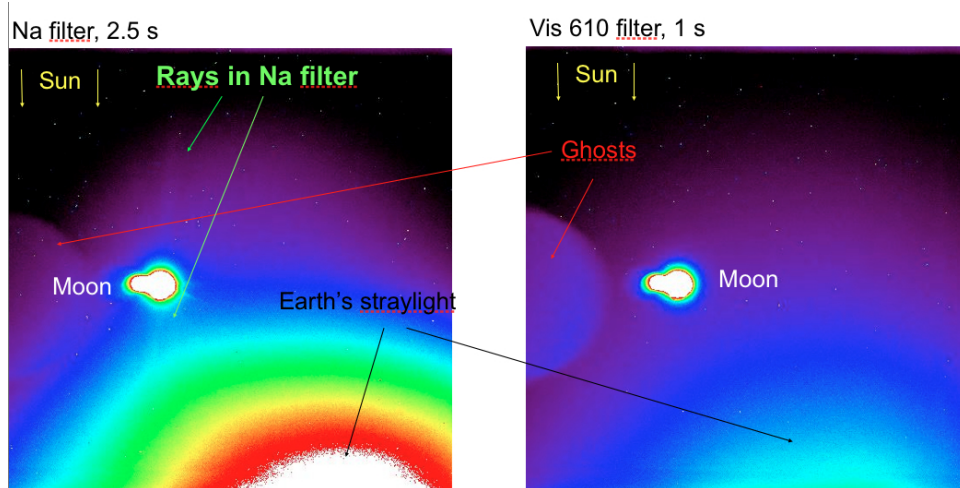 Na filter, 2.5 s
Vis 610 filter, 1 s
Sun
Rays in Na filter
Sun
Ghosts
Moon
Earth's straylight
Moon